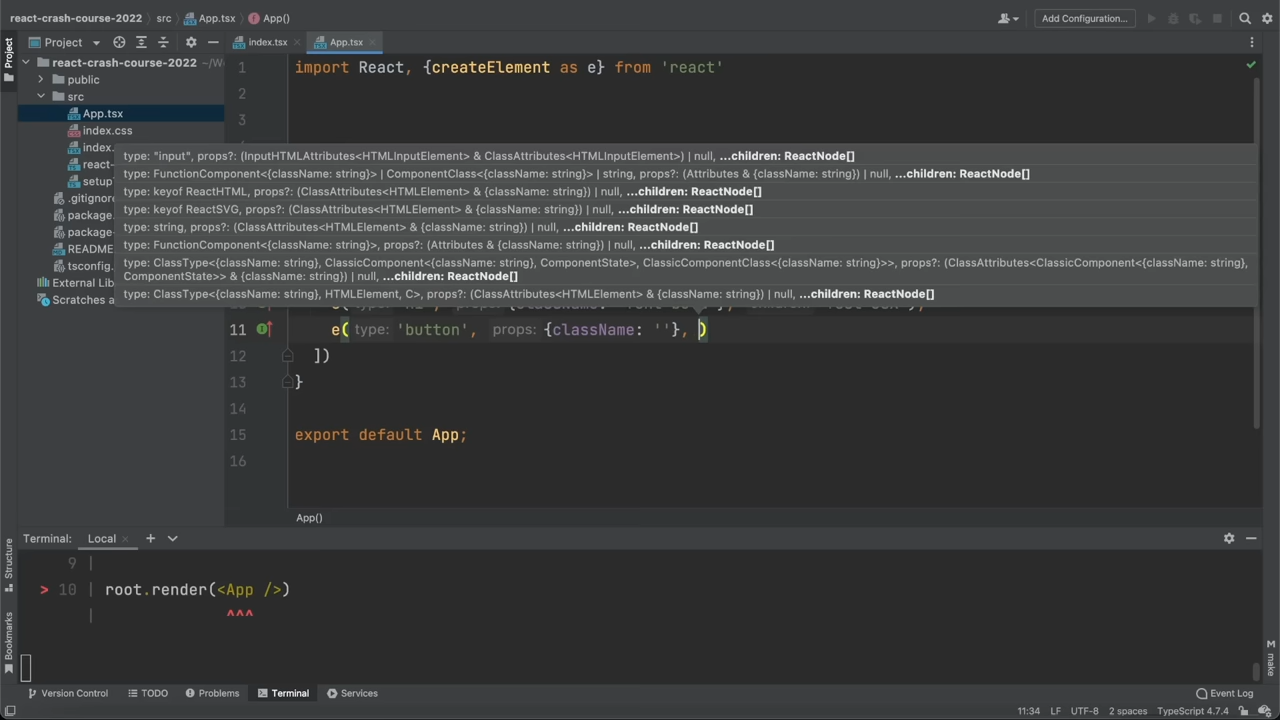 react-crash-course-2022 src App.tsx App() Add Configuration...
Project Project index.tsx App.tsx
react-crash-course-2022 ~/W
public
src
App.tsx
index.css
index.
react-
setup
.gitignore
package
package
README
tsconfig.
External Lib
Scratches a
1 import React, {createElement as e} from 'react'
2
3
type: "input", props?: (InputHTMLAttributes<HTMLInputElement> & ClassAttributes<HTMLInputElement>) | null, ...children: ReactNode[]
type: FunctionComponent<{className: string}> | ComponentClass<{className: string}> | string, props?: (Attributes & {className: string}) | null, ...children: ReactNode[]
type: keyof ReactHTML, props?: (ClassAttributes<HTMLElement> & {className: string}) | null, ...children: ReactNode[]
type: keyof ReactSVG, props?: (ClassAttributes<HTMLElement> & {className: string}) | null, ...children: ReactNode[]
type: string, props?: (ClassAttributes<HTMLElement> & {className: string}) | null, ...children: ReactNode[]
type: FunctionComponent<{className: string}>, props?: (Attributes & {className: string}) | null, ...children: ReactNode[]
type: ClassType<{className: string}, ClassicComponent<{className: string}, ComponentState>, ClassicComponentClass<{className: string}>>, props?: (ClassAttributes<ClassicComponent<{className: string},
ComponentState>> & {className: string}) | null, ...children: ReactNode[]
type: ClassType<{className: string}, HTMLElement, C>, props?: (ClassAttributes<HTMLElement> & {className: string}) | null, ...children: ReactNode[]
11 e( type: 'button', props: {className: ''}, )
12 ])
13 }
14
15 export default App;
16
App()
Terminal: Local
9 |
> 10 | root.render(<App />)
| ^^^
Structure
Bookmarks
make
Version Control TODO Problems Terminal Services Event Log
11:34 LF UTF-8 2 spaces TypeScript 4.7.4